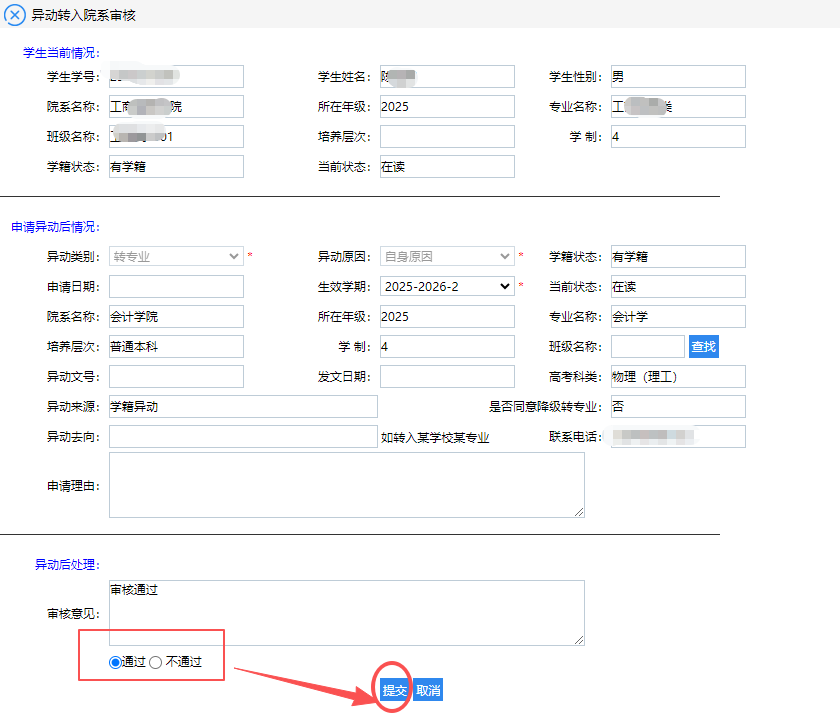 异动转入院系审核
学生当前情况:
学生学号: 学生姓名: 学生性别: 男
院系名称: 工商 院 所在年级: 2025 专业名称: 工
班级名称: 01 培养层次: 学 制: 4
学籍状态: 有学籍 当前状态: 在读
申请异动后情况:
异动类别: 转专业 * 异动原因: 自身原因 * 学籍状态: 有学籍
申请日期: 生效学期: 2025-2026-2 * 当前状态: 在读
院系名称: 会计学院 所在年级: 2025 专业名称: 会计学
培养层次: 普通本科 学 制: 4 班级名称: 查找
异动文号: 发文日期: 高考科类: 物理（理工）
异动来源: 学籍异动 是否同意降级转专业: 否
异动去向: 如转入某学校某专业 联系电话:
申请理由:
异动后处理:
审核意见: 审核通过
通过 不通过
提交 取消